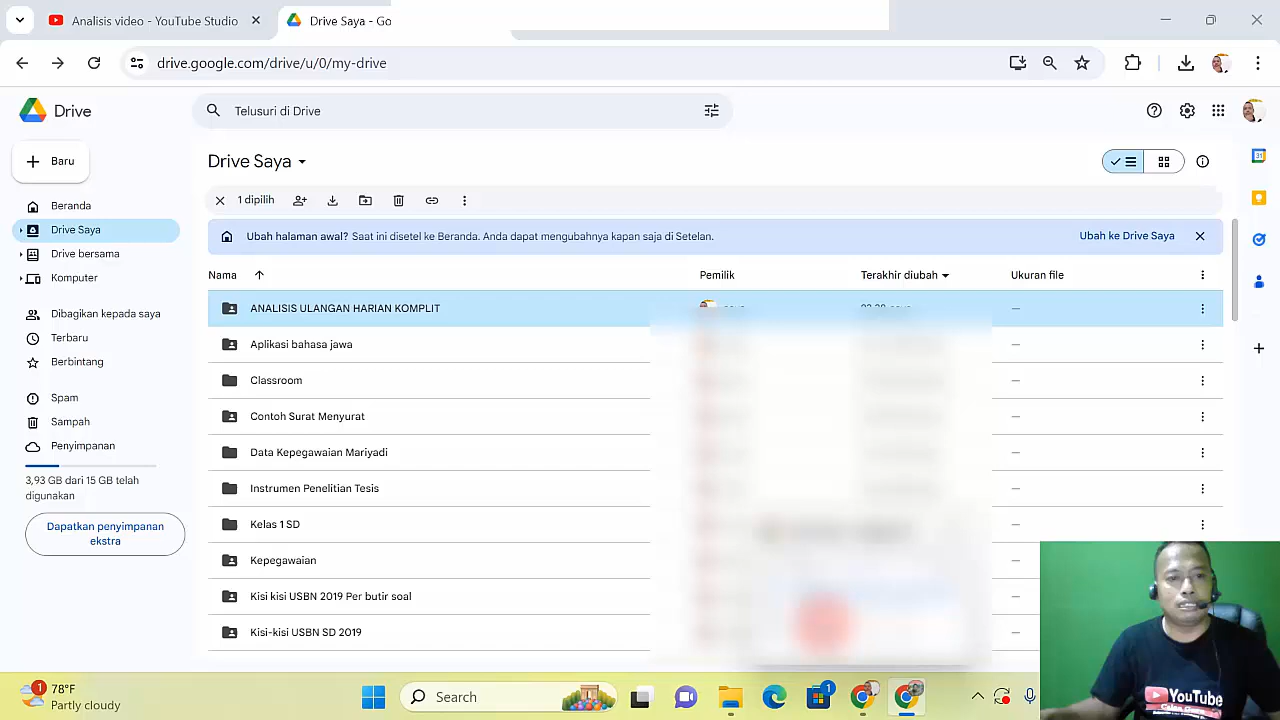 Analisis video - YouTube Studio
Drive Saya - Go
drive.google.com/drive/u/0/my-drive
Drive
Telusuri di Drive
Baru
Drive Saya
1 dipilih
Ubah halaman awal? Saat ini disetel ke Beranda. Anda dapat mengubahnya kapan saja di Setelan.
Ubah ke Drive Saya
Beranda
Drive Saya
Drive bersama
Komputer
Dibagikan kepada saya
Terbaru
Berbintang
Spam
Sampah
Penyimpanan
3,93 GB dari 15 GB telah
digunakan
Dapatkan penyimpanan
ekstra
Nama
Pemilik
Terakhir diubah
Ukuran file
ANALISIS ULANGAN HARIAN KOMPLIT
—
Aplikasi bahasa jawa
—
Classroom
—
Contoh Surat Menyurat
—
Data Kepegawaian Mariyadi
—
Instrumen Penelitian Tesis
—
Kelas 1 SD
—
Kepegawaian
—
Kisi kisi USBN 2019 Per butir soal
—
Kisi-kisi USBN SD 2019
—
31
YouTube
1
78°F
Partly cloudy
Search
1